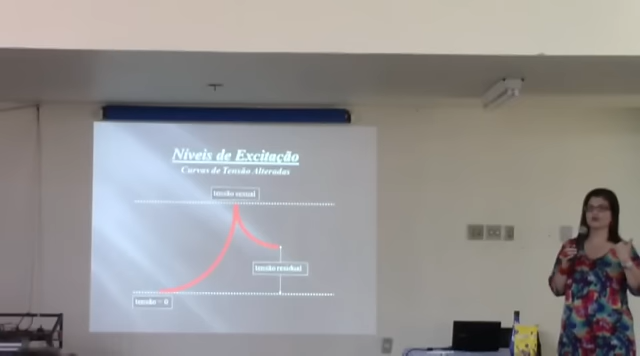 Níveis de Excitação
Curvas de Tensão Alteradas
tensão sexual
tensão residual
tensão = 0